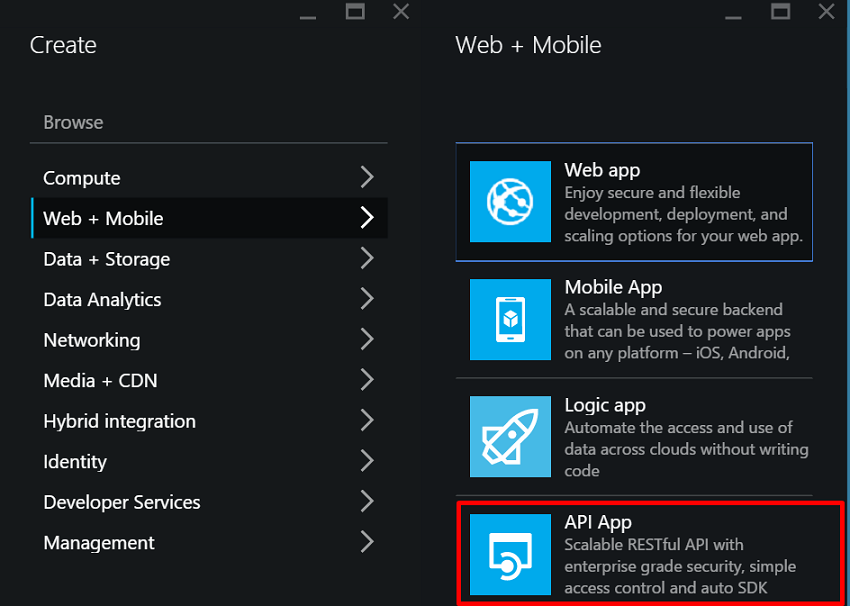 Create
Browse
Compute
Web + Mobile
Data + Storage
Data Analytics
Networking
Media + CDN
Hybrid integration
Identity
Developer Services
Management
Web + Mobile
Web app
Enjoy secure and flexible
development, deployment, and
scaling options for your web app.
Mobile App
A scalable and secure backend
that can be used to power apps
on any platform – iOS, Android,
Logic app
Automate the access and use of
data across clouds without writing
code
API App
Scalable RESTful API with
enterprise grade security, simple
access control and auto SDK